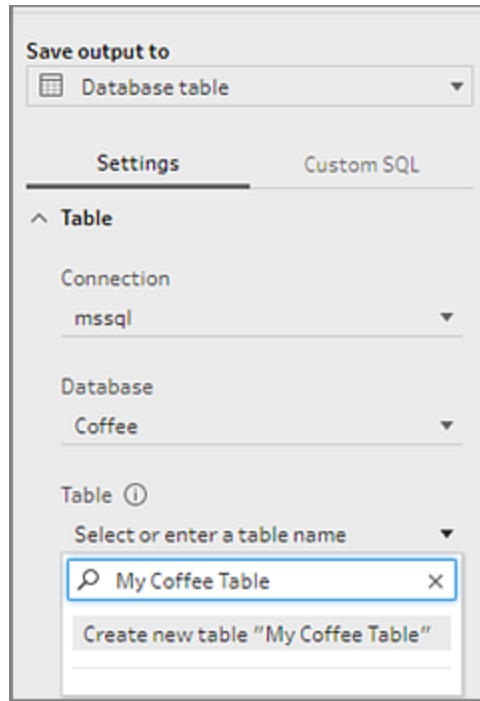 Save output to
Database table
Settings Custom SQL
Table
Connection
mssql
Database
Coffee
Table
Select or enter a table name
My Coffee Table
Create new table "My Coffee Table"